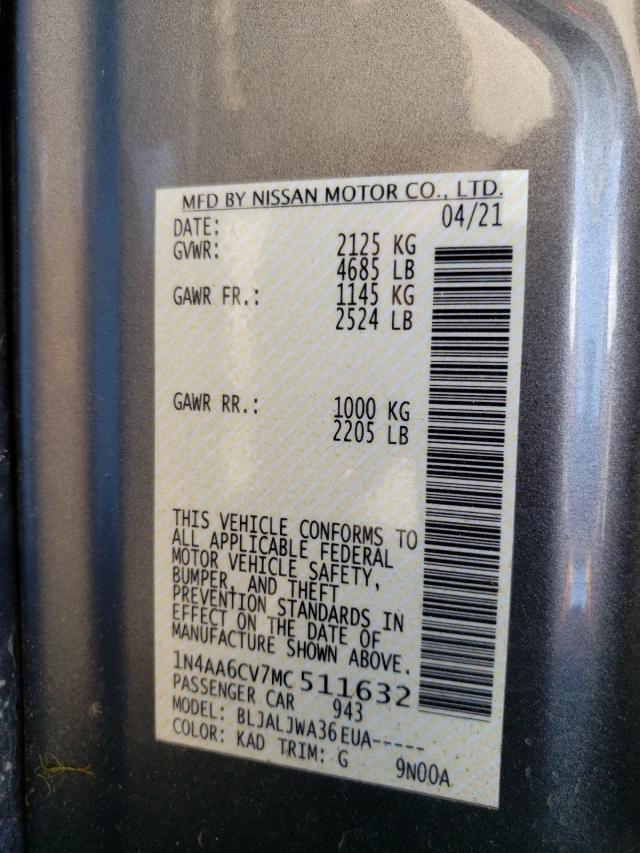 MFD BY NISSAN MOTOR CO., LTD.
DATE: 04/21
GVWR: 2125 KG
4685 LB
GAWR FR.: 1145 KG
2524 LB
GAWR RR.: 1000 KG
2205 LB
THIS VEHICLE CONFORMS TO
ALL APPLICABLE FEDERAL
MOTOR VEHICLE SAFETY,
BUMPER, AND THEFT
PREVENTION STANDARDS IN
EFFECT ON THE DATE OF
MANUFACTURE SHOWN ABOVE.
1N4AA6CV7MC511632
PASSENGER CAR 943
MODEL: BLJALJWA36EUA-----
COLOR: KAD TRIM: G 9N00A